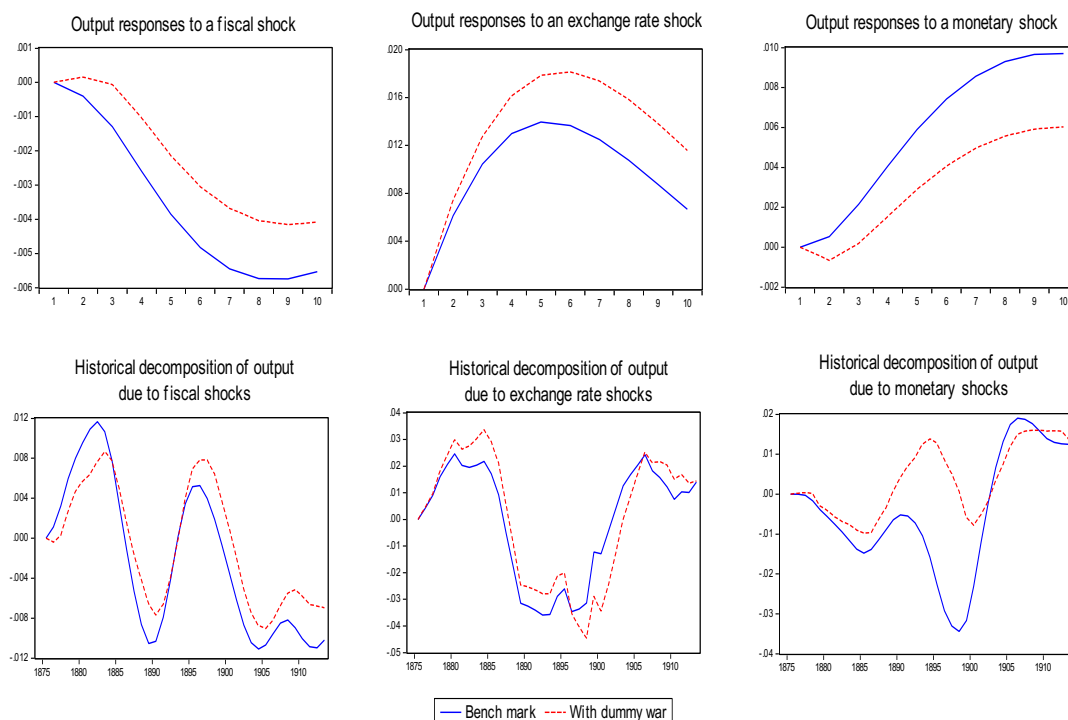 Output responses to a fiscal shock
.001
.000
-.001
-.002
-.003
-.004
-.005
-.006
1 2 3 4 5 6 7 8 9 10
Output responses to an exchange rate shock
.020
.016
.012
.008
.004
.000
1 2 3 4 5 6 7 8 9 10
Output responses to a monetary shock
.010
.008
.006
.004
.002
.000
-.002
1 2 3 4 5 6 7 8 9 10
Historical decomposition of output
due to fiscal shocks
.012
.008
.004
.000
-.004
-.008
-.012
1875 1880 1885 1890 1895 1900 1905 1910
Historical decomposition of output
due to exchange rate shocks
.04
.03
.02
.01
.00
-.01
-.02
-.03
-.04
-.05
1875 1880 1885 1890 1895 1900 1905 1910
Historical decomposition of output
due to monetary shocks
.02
.01
.00
-.01
-.02
-.03
-.04
1875 1880 1885 1890 1895 1900 1905 1910
Bench mark With dummy war